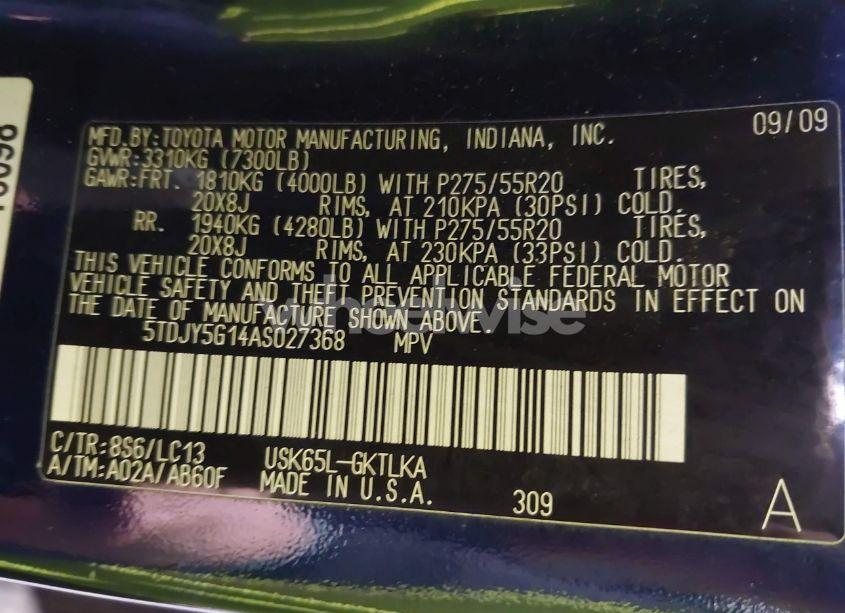 MFD.BY:TOYOTA MOTOR MANUFACTURING, INDIANA, INC. 09/09
GVWR:3310KG (7300LB)
GAWR:FRT. 1810KG (4000LB) WITH P275/55R20 TIRES,
20X8J RIMS, AT 210KPA (30PSI) COLD.
RR. 1940KG (4280LB) WITH P275/55R20 TIRES,
20X8J RIMS, AT 230KPA (33PSI) COLD.
THIS VEHICLE CONFORMS TO ALL APPLICABLE FEDERAL MOTOR
VEHICLE SAFETY AND THEFT PREVENTION STANDARDS IN EFFECT ON
THE DATE OF MANUFACTURE SHOWN ABOVE.
5TDJY5G14AS027368 MPV
C/TR:8S6/LC13 USK65L-GKTLKA
A/TM:A02A/AB60F MADE IN U.S.A. 309 A